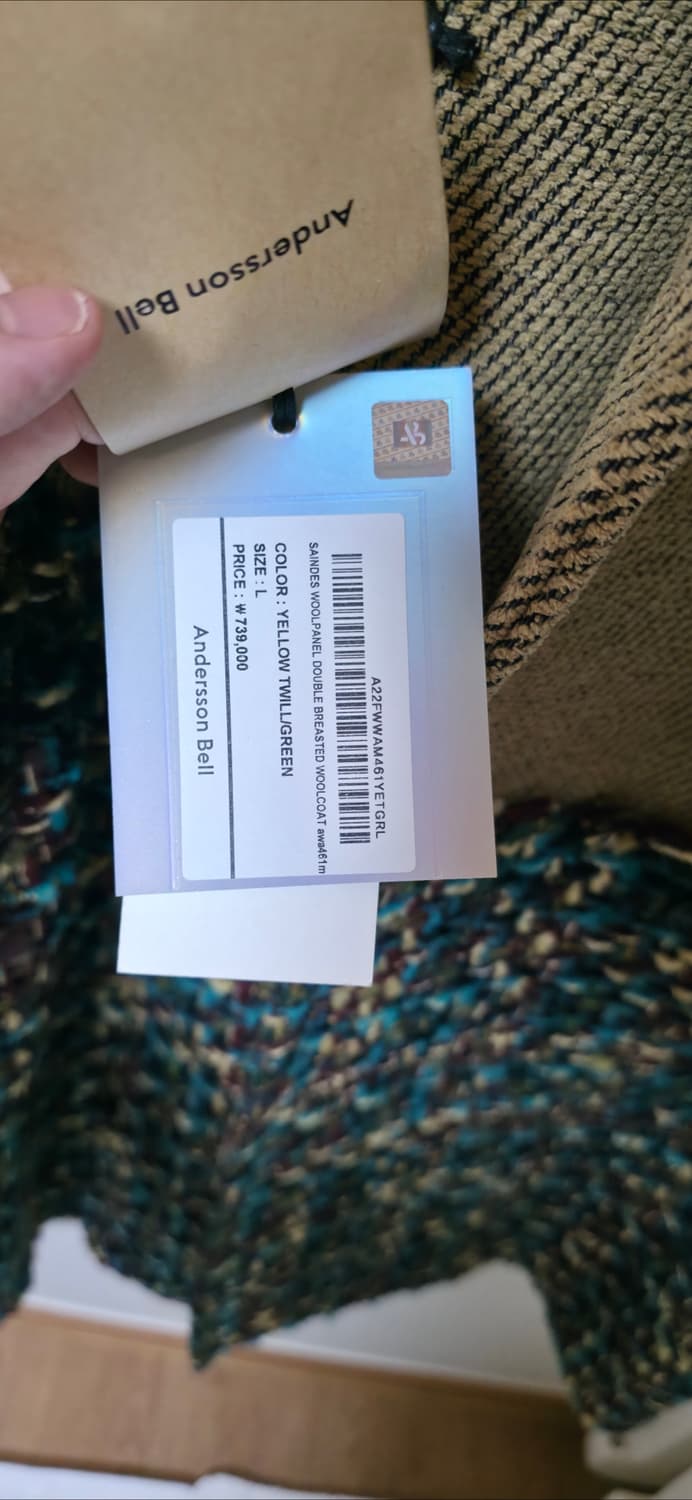 Andersson Bell
A22FWWAM461YETGRL
SAINDES WOOLPANEL DOUBLE BREASTED WOOLCOAT awa461m
COLOR : YELLOW TWILL/GREEN
SIZE : L
PRICE : ₩ 739,000
Andersson Bell